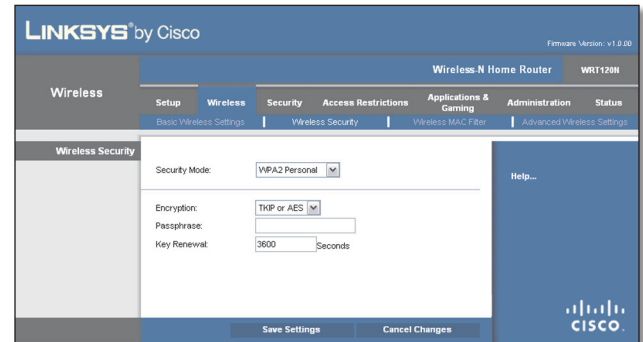 LINKSYS® by Cisco
Firmware Version: v1.0.00
Wireless-N Home Router WRT120N
Wireless
Setup Wireless Security Access Restrictions Applications & Gaming Administration Status
Basic Wireless Settings Wireless Security Wireless MAC Filter Advanced Wireless Settings
Wireless Security
Security Mode: WPA2 Personal
Help...
Encryption: TKIP or AES
Passphrase:
Key Renewal: 3600 Seconds
Save Settings Cancel Changes
CISCO.